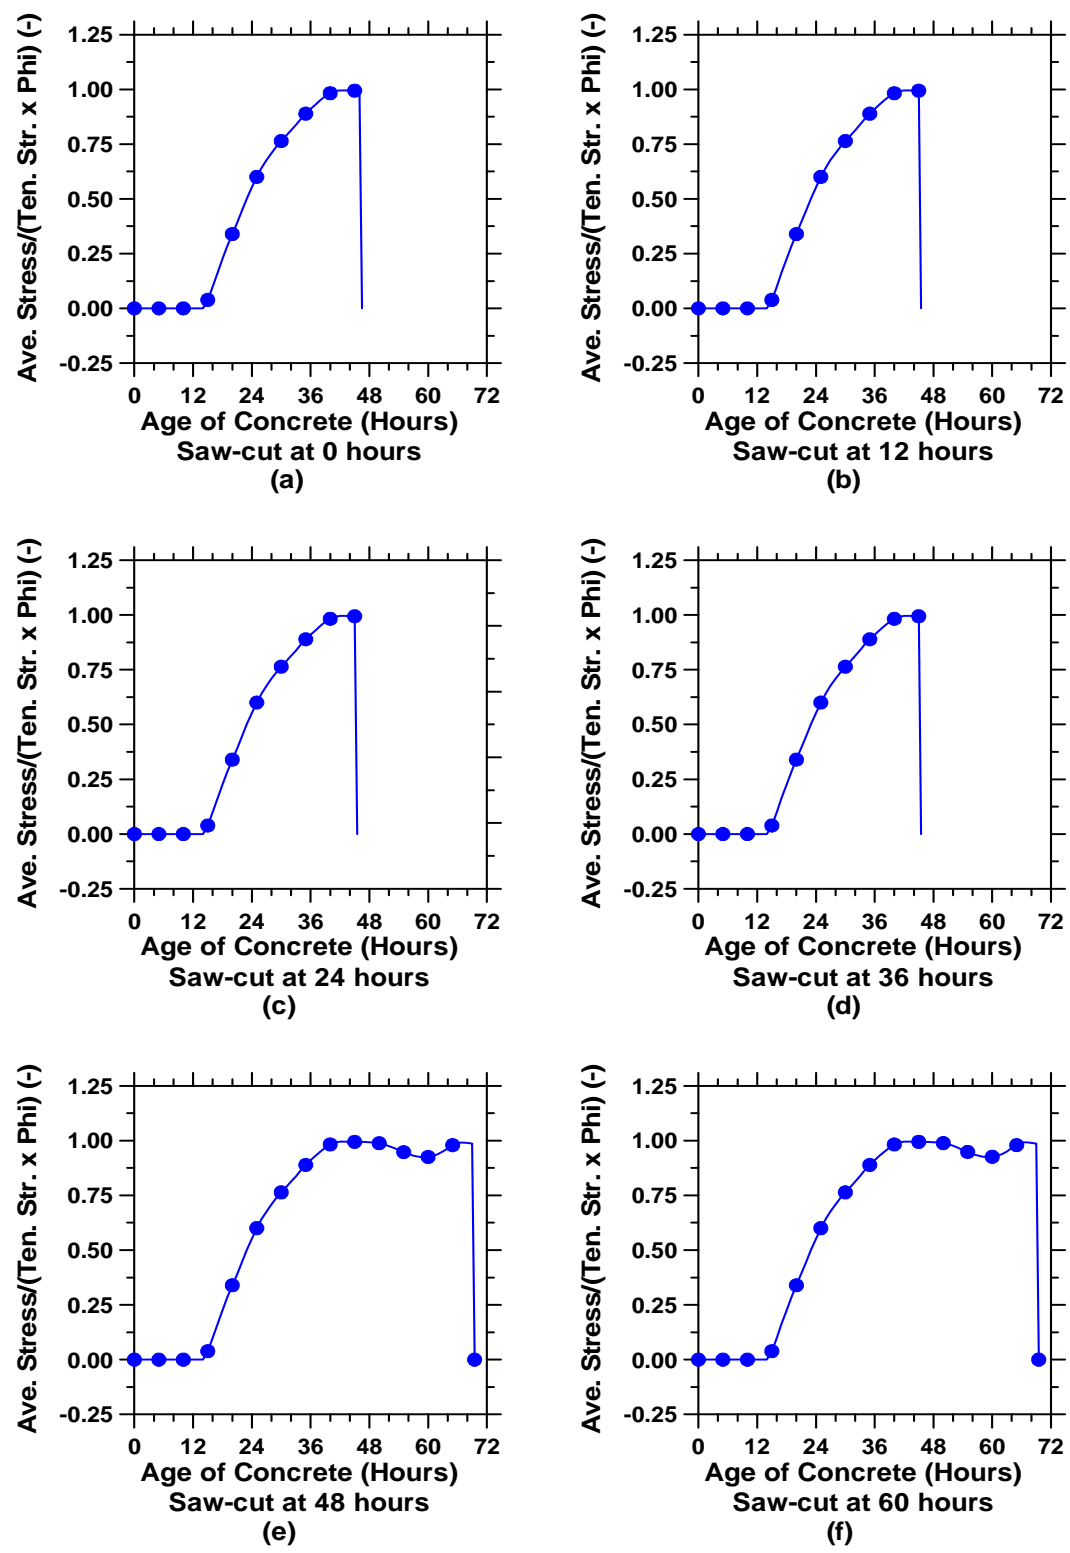 Ave. Stress/(Ten. Str. x Phi) (-)
1.25
1.00
0.75
0.50
0.25
0.00
-0.25
0 12 24 36 48 60 72
Age of Concrete (Hours)
Saw-cut at 0 hours
(a)
Ave. Stress/(Ten. Str. x Phi) (-)
1.25
1.00
0.75
0.50
0.25
0.00
-0.25
0 12 24 36 48 60 72
Age of Concrete (Hours)
Saw-cut at 12 hours
(b)
Ave. Stress/(Ten. Str. x Phi) (-)
1.25
1.00
0.75
0.50
0.25
0.00
-0.25
0 12 24 36 48 60 72
Age of Concrete (Hours)
Saw-cut at 24 hours
(c)
Ave. Stress/(Ten. Str. x Phi) (-)
1.25
1.00
0.75
0.50
0.25
0.00
-0.25
0 12 24 36 48 60 72
Age of Concrete (Hours)
Saw-cut at 36 hours
(d)
Ave. Stress/(Ten. Str. x Phi) (-)
1.25
1.00
0.75
0.50
0.25
0.00
-0.25
0 12 24 36 48 60 72
Age of Concrete (Hours)
Saw-cut at 48 hours
(e)
Ave. Stress/(Ten. Str. x Phi) (-)
1.25
1.00
0.75
0.50
0.25
0.00
-0.25
0 12 24 36 48 60 72
Age of Concrete (Hours)
Saw-cut at 60 hours
(f)